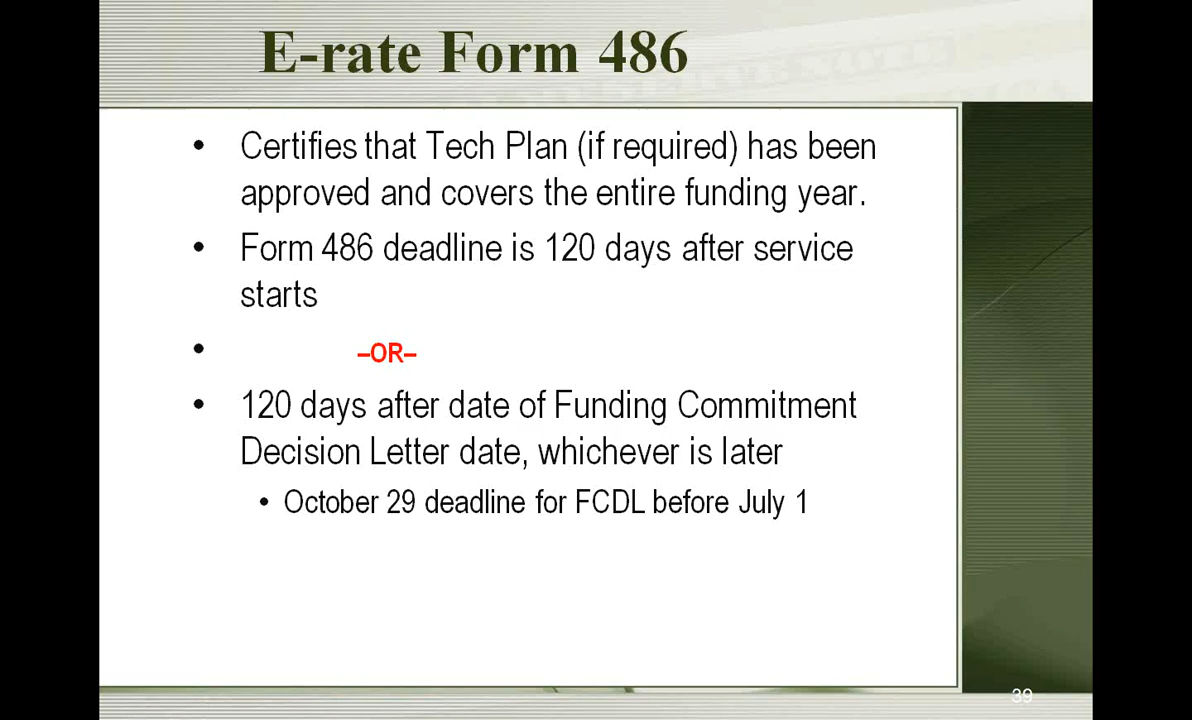 E-rate Form 486
• Certifies that Tech Plan (if required) has been
approved and covers the entire funding year.
• Form 486 deadline is 120 days after service
starts
• –OR–
• 120 days after date of Funding Commitment
Decision Letter date, whichever is later
• October 29 deadline for FCDL before July 1
39